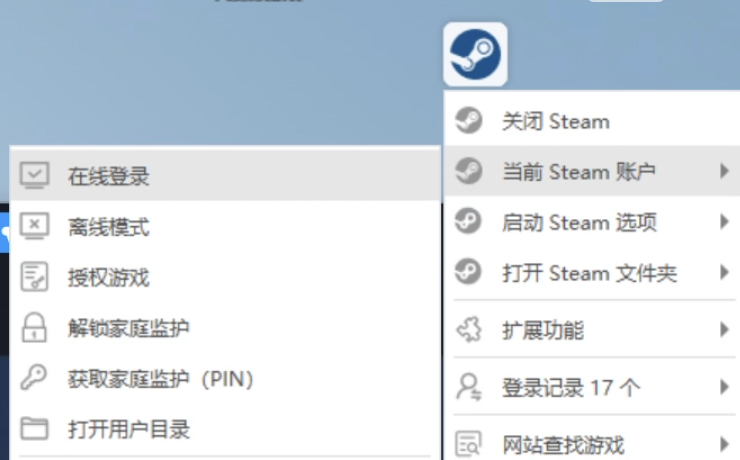 关闭 Steam
当前 Steam 账户
启动 Steam 选项
打开 Steam 文件夹
扩展功能
登录记录 17 个
网站查找游戏
在线登录
离线模式
授权游戏
解锁家庭监护
获取家庭监护（PIN）
打开用户目录